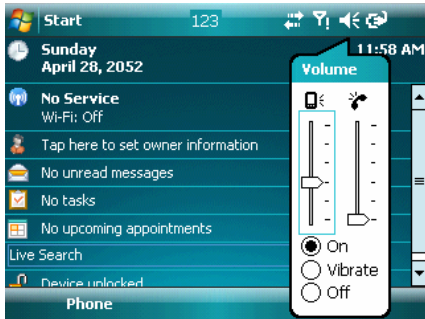 Start
123
Sunday
11:58 AM
April 28, 2052
Volume
No Service
Wi-Fi: Off
Tap here to set owner information
No unread messages
No tasks
No upcoming appointments
On
Live Search
Vibrate
Device unlocked
Off
Phone